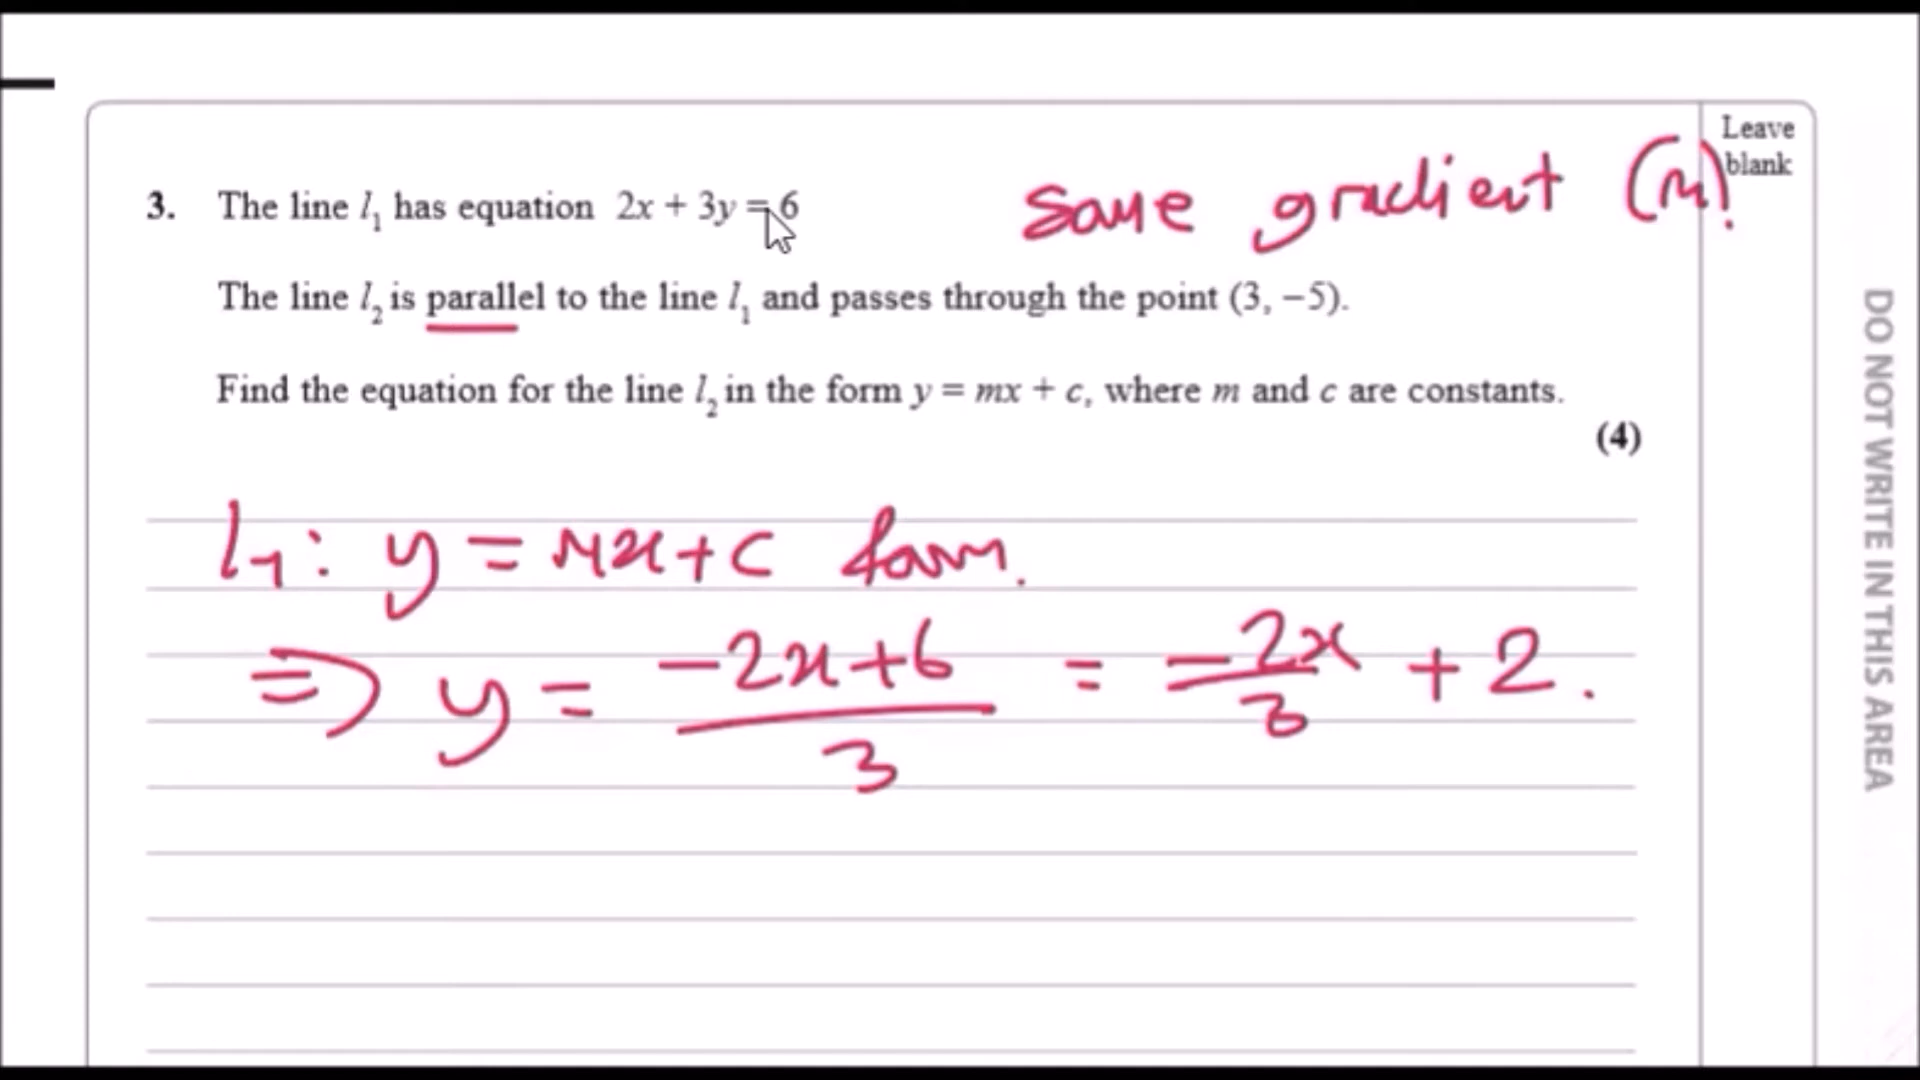 Leave
blank
same gradient (m).
3. The line l₁ has equation 2x + 3y = 6
The line l₂ is parallel to the line l₁ and passes through the point (3, −5).
Find the equation for the line l₂ in the form y = mx + c, where m and c are constants.
(4)
l₁: y = mx + c form.
⇒ y = (-2x+6)/3 = -2x/3 + 2.
DO NOT WRITE IN THIS AREA